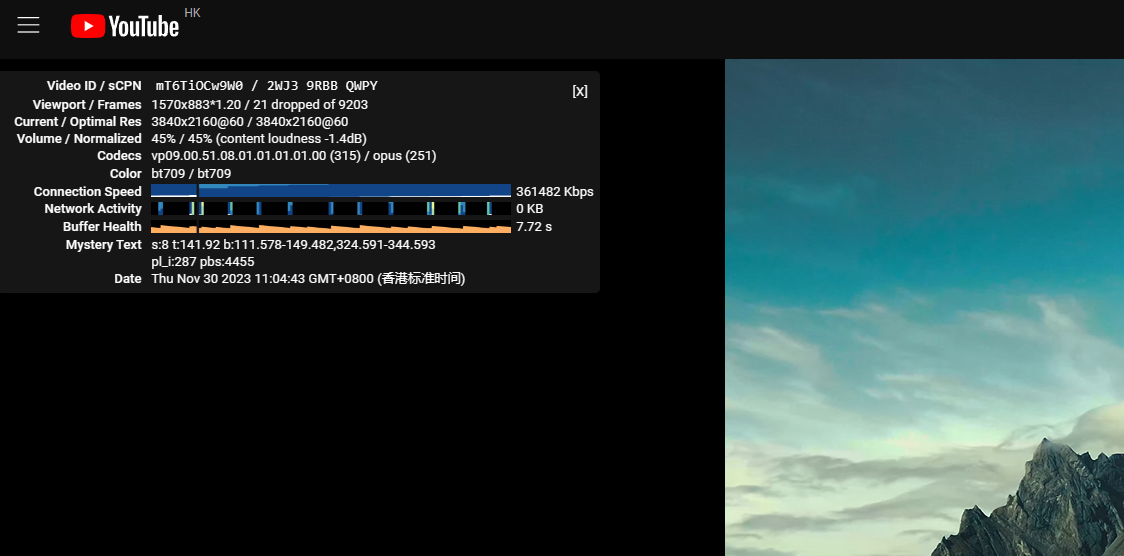 YouTube HK
Video ID / sCPN mT6TiOCw9W0 / 2WJ3 9RBB QWPY
[X]
Viewport / Frames 1570x883*1.20 / 21 dropped of 9203
Current / Optimal Res 3840x2160@60 / 3840x2160@60
Volume / Normalized 45% / 45% (content loudness -1.4dB)
Codecs vp09.00.51.08.01.01.01.01.00 (315) / opus (251)
Color bt709 / bt709
Connection Speed 361482 Kbps
Network Activity 0 KB
Buffer Health 7.72 s
Mystery Text s:8 t:141.92 b:111.578-149.482,324.591-344.593
pl_i:287 pbs:4455
Date Thu Nov 30 2023 11:04:43 GMT+0800 (香港标准时间)